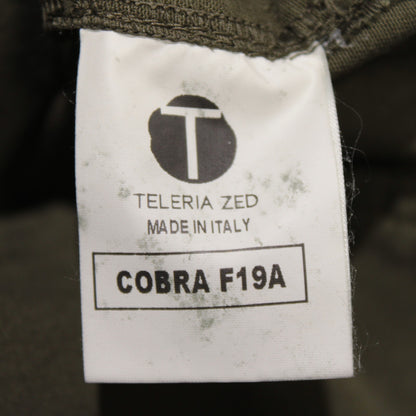 T
TELERIA ZED
MADE IN ITALY
COBRA F19A